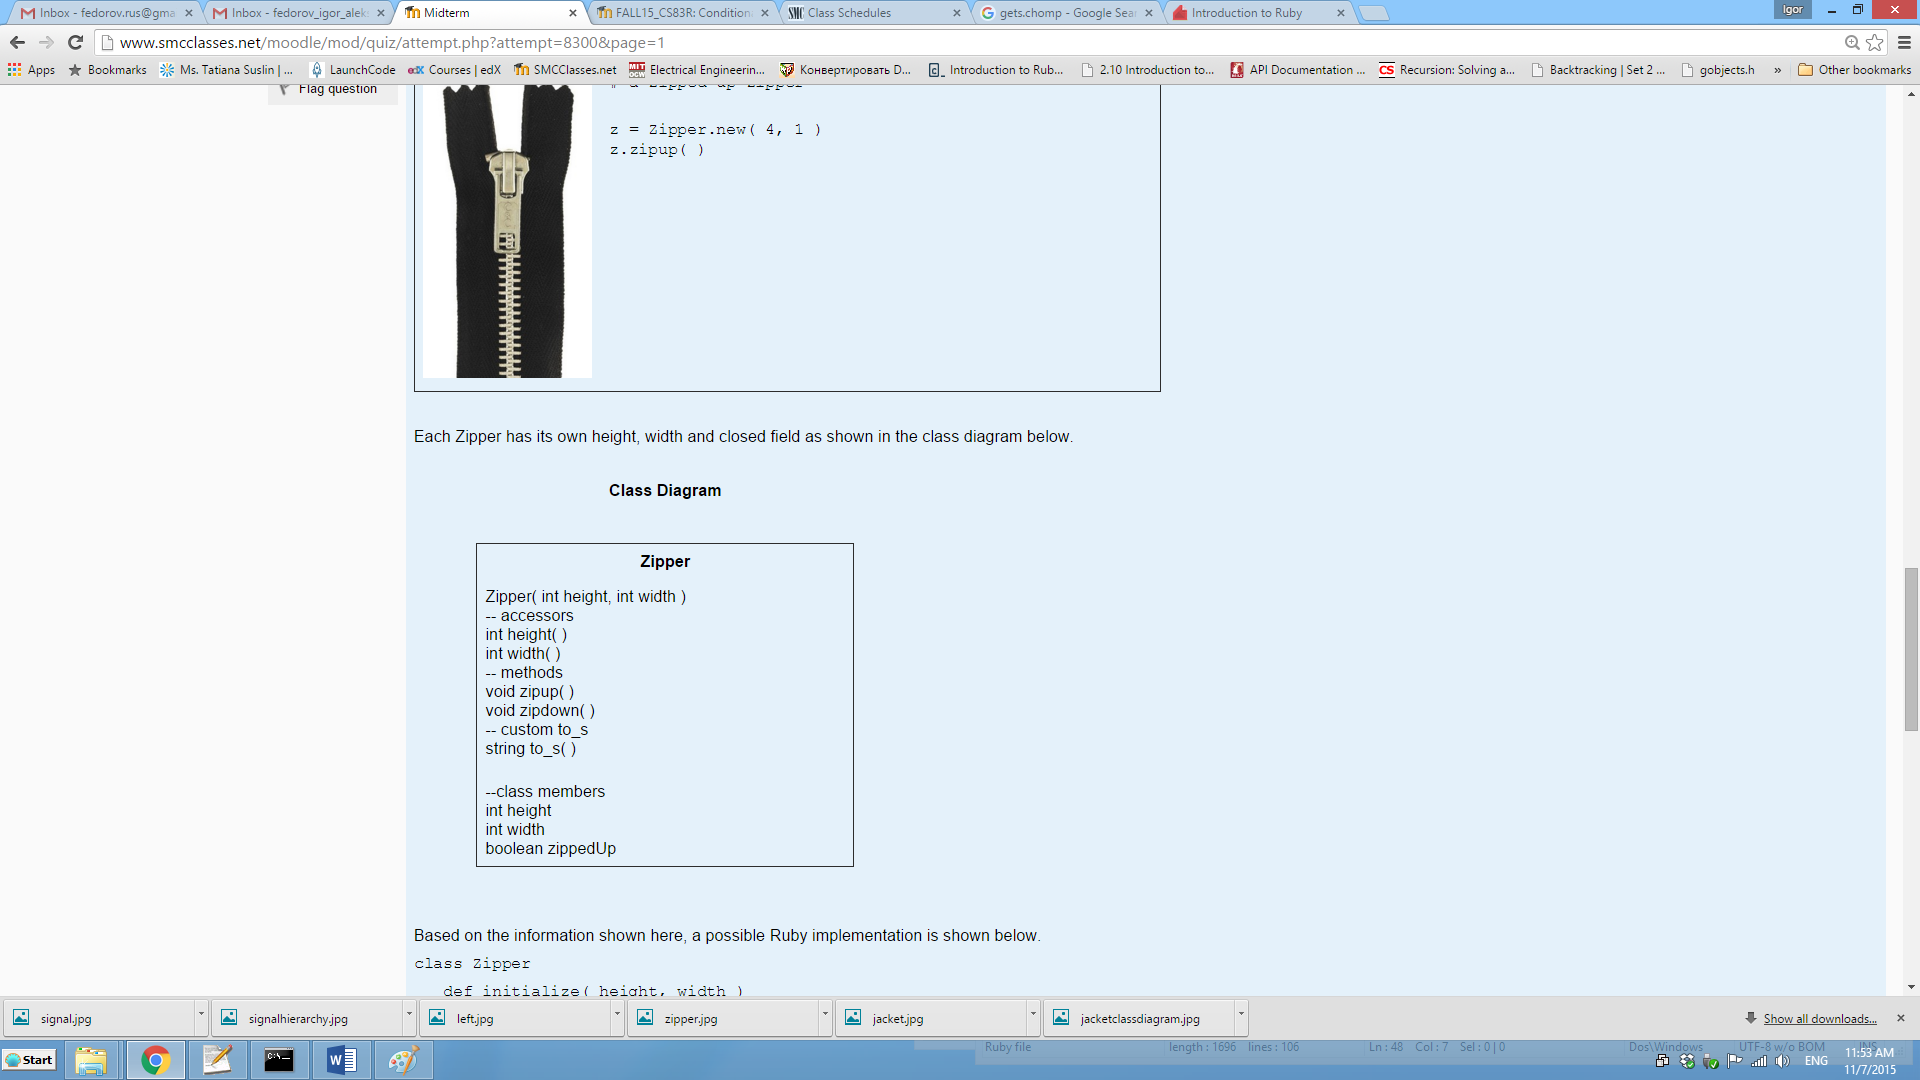 Inbox - fedorov.rus@gma
Inbox - fedorov_igor_alek
Midterm
FALL15_CS83R: Condition
Class Schedules
gets.chomp - Google Sear
Introduction to Ruby
Igor
www.smcclasses.net/moodle/mod/quiz/attempt.php?attempt=8300&page=1
Apps
Bookmarks
Ms. Tatiana Suslin | ...
LaunchCode
Courses | edX
SMCClasses.net
Electrical Engineerin...
Конвертировать D...
Introduction to Rub...
2.10 Introduction to...
API Documentation ...
Recursion: Solving a...
Backtracking | Set 2 ...
gobjects.h
»
Other bookmarks
Flag question
# a zipped up zipper
z = Zipper.new( 4, 1 )
z.zipup( )
Each Zipper has its own height, width and closed field as shown in the class diagram below.
Class Diagram
Zipper
Zipper( int height, int width )
-- accessors
int height( )
int width( )
-- methods
void zipup( )
void zipdown( )
-- custom to_s
string to_s( )
--class members
int height
int width
boolean zippedUp
Based on the information shown here, a possible Ruby implementation is shown below.
class Zipper
def initialize( height, width )
signal.jpg
signalhierarchy.jpg
left.jpg
zipper.jpg
jacket.jpg
jacketclassdiagram.jpg
Show all downloads...
Start
Ruby file
length : 1696 lines : 106
Ln : 48 Col : 7 Sel : 0 | 0
Dos\Windows
UTF-8 w/o BOM
INS
ENG
11:53 AM
11/7/2015